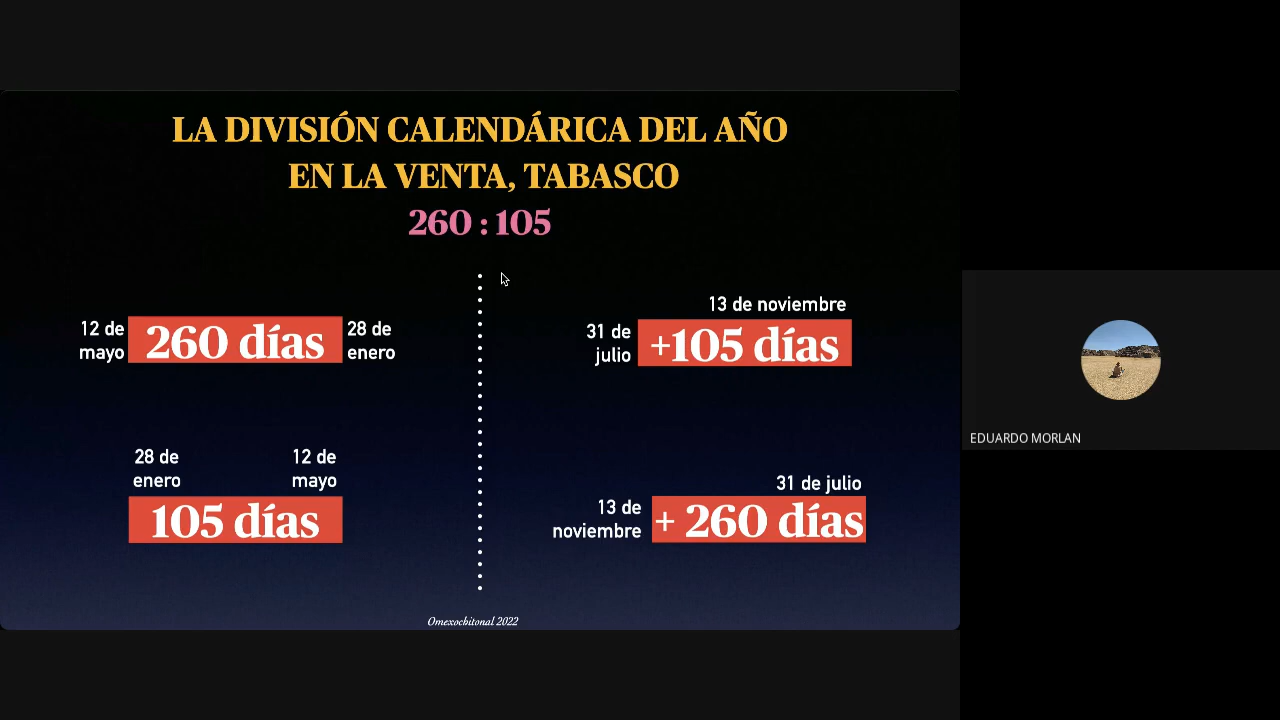 LA DIVISIÓN CALENDÁRICA DEL AÑO
EN LA VENTA, TABASCO
260 : 105
12 de
mayo
260 días
28 de
enero
28 de
enero
12 de
mayo
105 días
13 de noviembre
31 de
julio
+105 días
31 de julio
13 de
noviembre
+ 260 días
Omexochitonal 2022
EDUARDO MORLAN